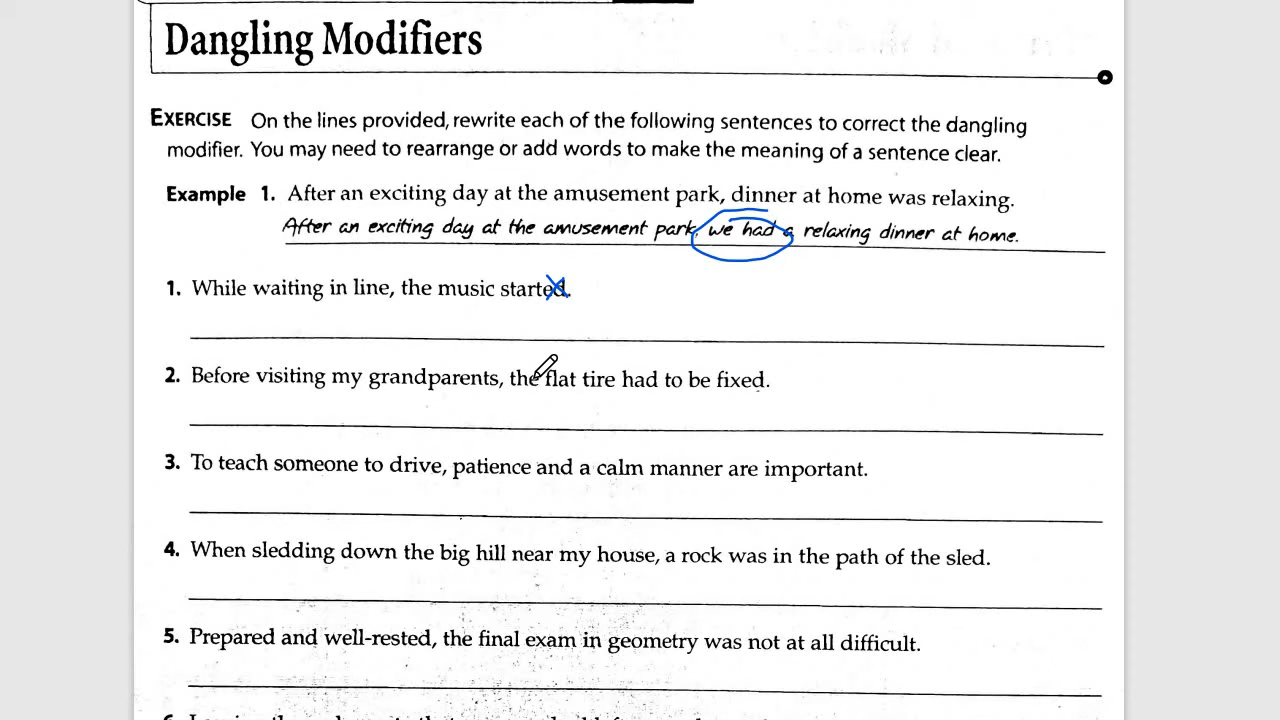 Dangling Modifiers
EXERCISE On the lines provided, rewrite each of the following sentences to correct the dangling
modifier. You may need to rearrange or add words to make the meaning of a sentence clear.
Example 1. After an exciting day at the amusement park, dinner at home was relaxing.
After an exciting day at the amusement park, we had a relaxing dinner at home.
1. While waiting in line, the music started.
2. Before visiting my grandparents, the flat tire had to be fixed.
3. To teach someone to drive, patience and a calm manner are important.
4. When sledding down the big hill near my house, a rock was in the path of the sled.
5. Prepared and well-rested, the final exam in geometry was not at all difficult.